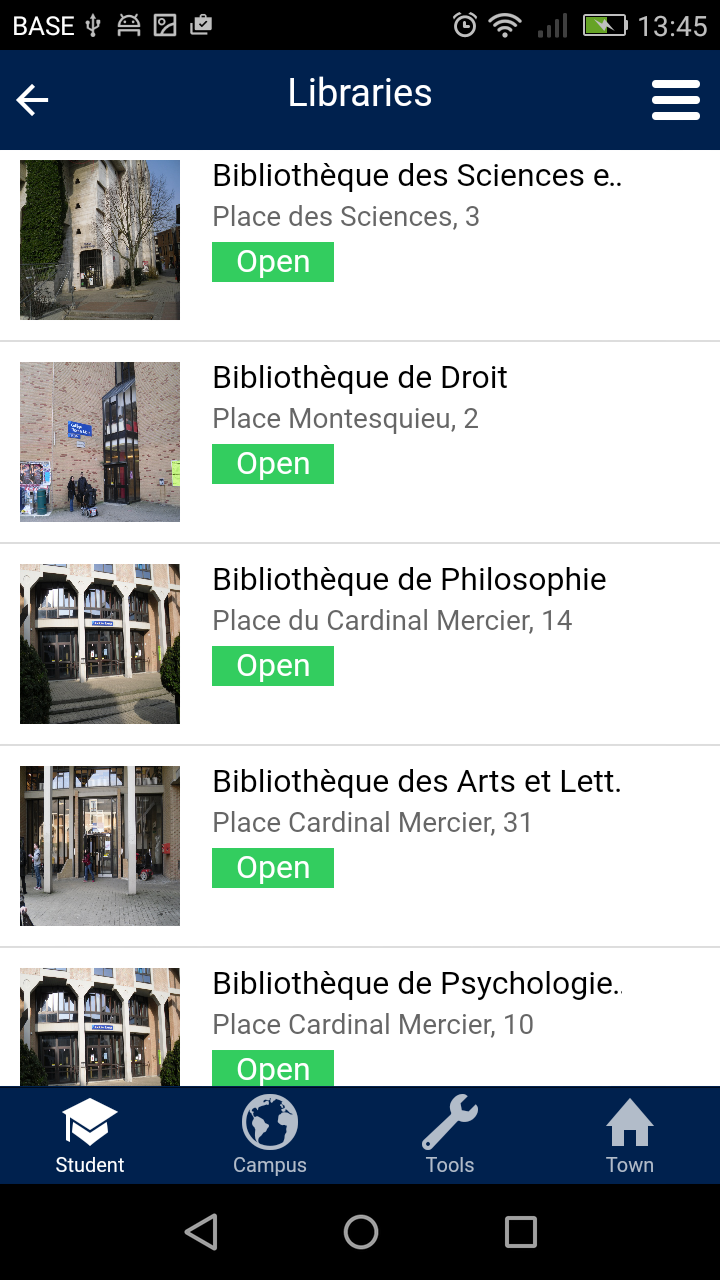 BASE 13:45
Libraries
Bibliothèque des Sciences e..
Place des Sciences, 3
Open
Bibliothèque de Droit
Place Montesquieu, 2
Open
Bibliothèque de Philosophie
Place du Cardinal Mercier, 14
Open
Bibliothèque des Arts et Lett.
Place Cardinal Mercier, 31
Open
Bibliothèque de Psychologie.
Place Cardinal Mercier, 10
Open
Student Campus Tools Town